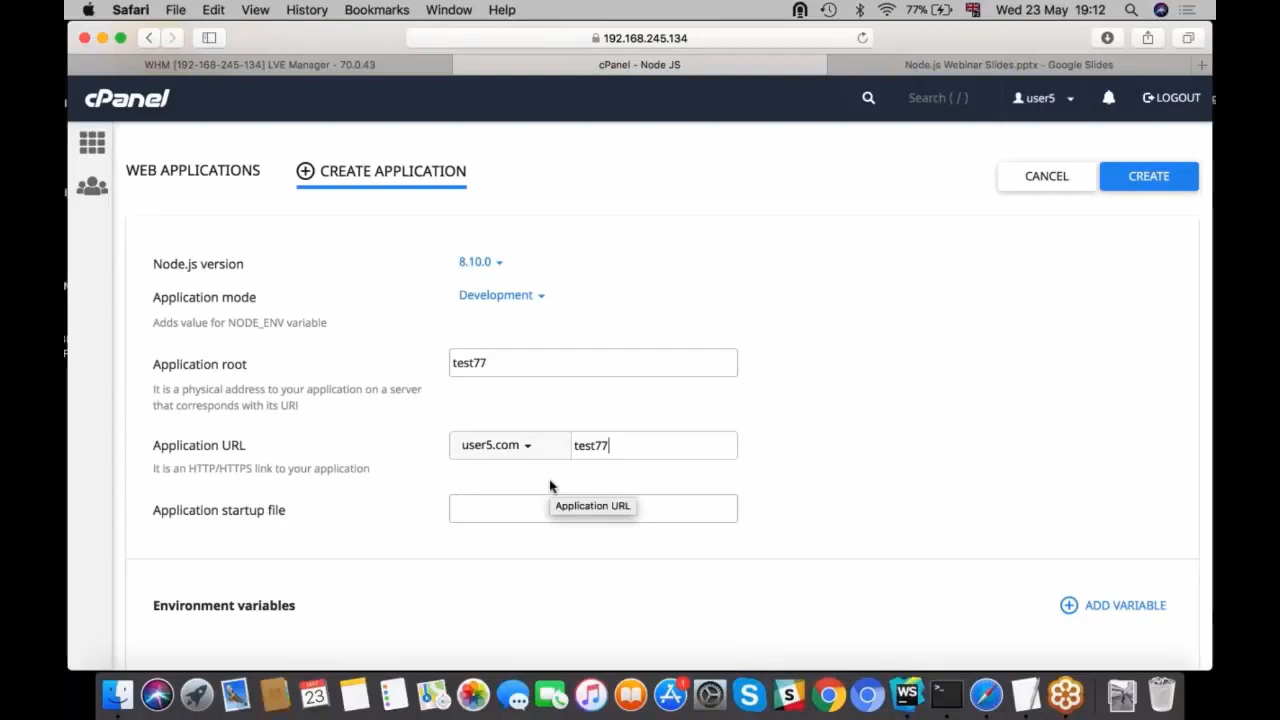 Safari File Edit View History Bookmarks Window Help 77% Wed 23 May 19:12
192.168.245.134
WHM [192-168-245-134] LVE Manager - 70.0.43 cPanel - Node JS Node.js Webinar Slides.pptx - Google Slides
cPanel Search ( / ) user5 LOGOUT
WEB APPLICATIONS CREATE APPLICATION CANCEL CREATE
Node.js version 8.10.0
Application mode Development
Adds value for NODE_ENV variable
Application root test77
It is a physical address to your application on a server
that corresponds with its URI
Application URL user5.com test77
It is an HTTP/HTTPS link to your application
Application URL
Application startup file
Environment variables ADD VARIABLE
MAY
23
1
WS